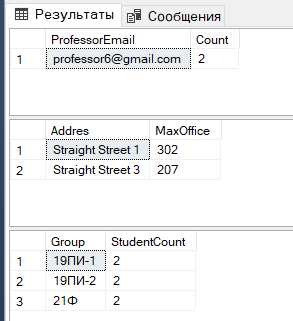 Результаты Сообщения
ProfessorEmail Count
1 professor6@gmail.com 2
Addres MaxOffice
1 Straight Street 1 302
2 Straight Street 3 207
Group StudentCount
1 19ПИ-1 2
2 19ПИ-2 2
3 21Ф 2